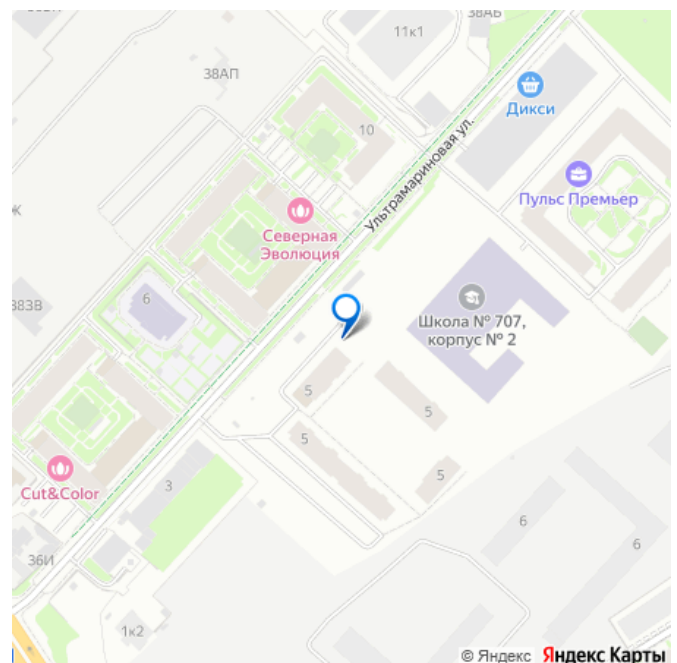 38АБ
11к1
38АП
Дикси
10
Ультрамариновая ул.
Пульс Премьер
Северная
Эволюция
383В
6
Школа № 707,
корпус № 2
5
5
5
5
Cut&Color
3
6
6
36И
1к2
© Яндекс Яндекс Карты